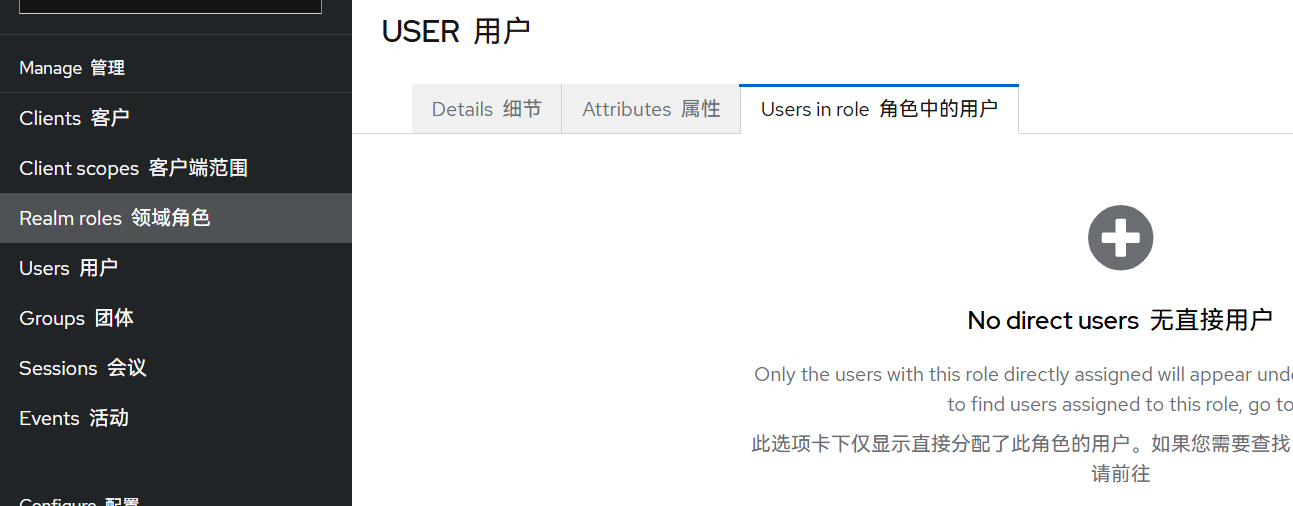 Manage 管理
Clients 客户
Client scopes 客户端范围
Realm roles 领域角色
Users 用户
Groups 团体
Sessions 会议
Events 活动
Configure 配置
USER 用户
Details 细节
Attributes 属性
Users in role 角色中的用户
No direct users 无直接用户
Only the users with this role directly assigned will appear
to find users assigned to this role, go to
此选项卡下仅显示直接分配了此角色的用户。如果您需要查找
请前往